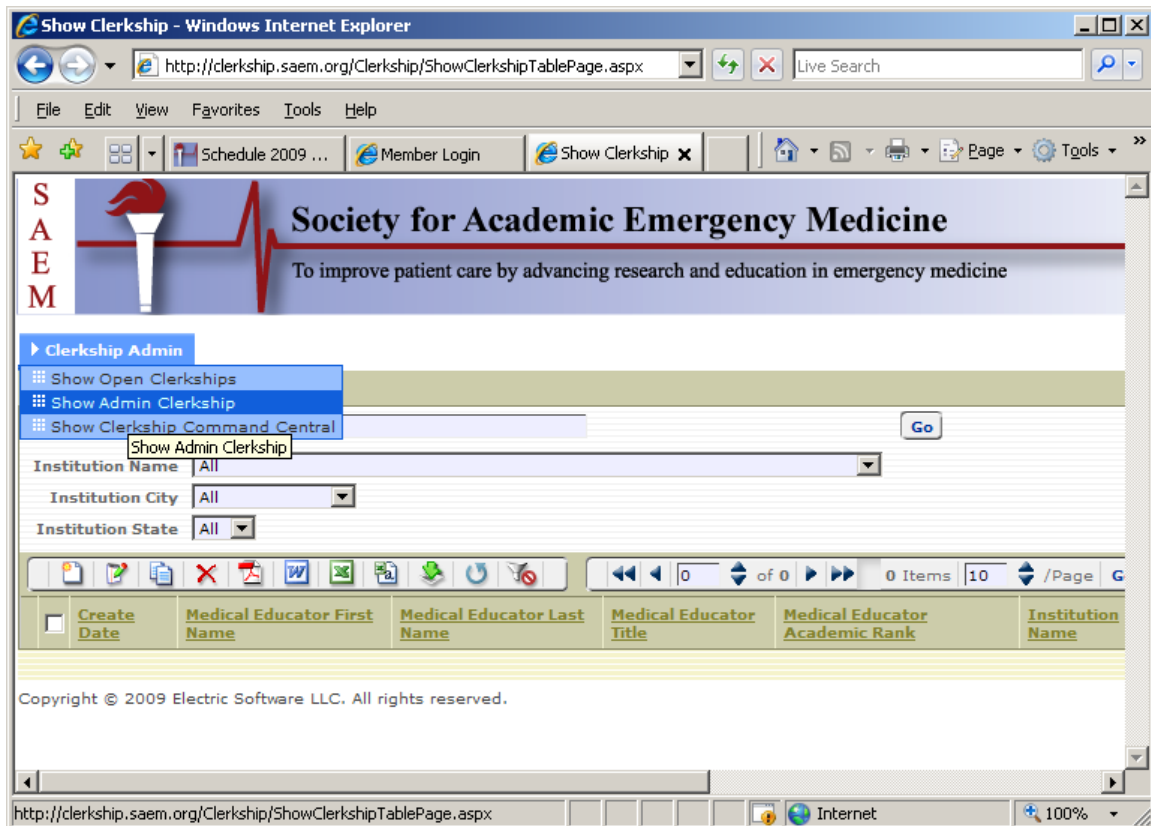 Show Clerkship - Windows Internet Explorer
http://clerkship.saem.org/Clerkship/ShowClerkshipTablePage.aspx
Live Search
File Edit View Favorites Tools Help
Schedule 2009 ... Member Login Show Clerkship Page Tools »
SAEM
Society for Academic Emergency Medicine
To improve patient care by advancing research and education in emergency medicine
Clerkship Admin
Show Open Clerkships
Show Admin Clerkship
Show Clerkship Command Central
Go
Show Admin Clerkship
Institution Name All
Institution City All
Institution State All
0 of 0 0 Items 10 /Page G
Create Date
Medical Educator First Name
Medical Educator Last Name
Medical Educator Title
Medical Educator Academic Rank
Institution Name
Copyright © 2009 Electric Software LLC. All rights reserved.
http://clerkship.saem.org/Clerkship/ShowClerkshipTablePage.aspx Internet 100%